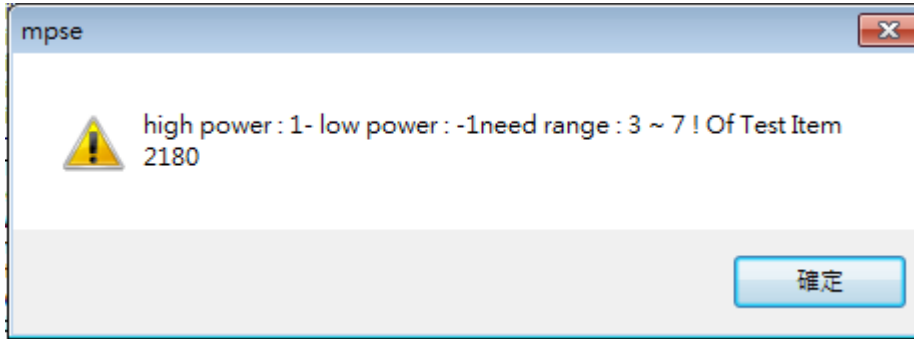 mpse
high power : 1- low power : -1need range : 3 ~ 7 ! Of Test Item
2180
確定